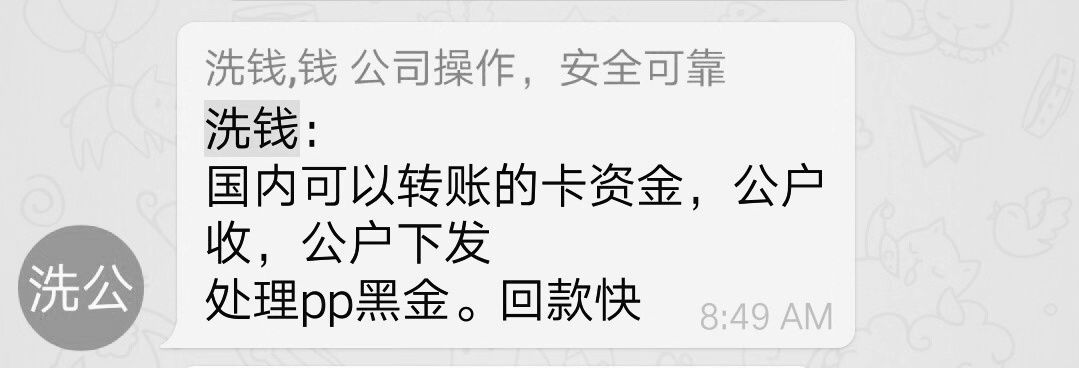 洗钱,钱 公司操作，安全可靠
洗钱：
国内可以转账的卡资金，公户
收，公户下发
处理pp黑金。回款快
8:49 AM
洗公